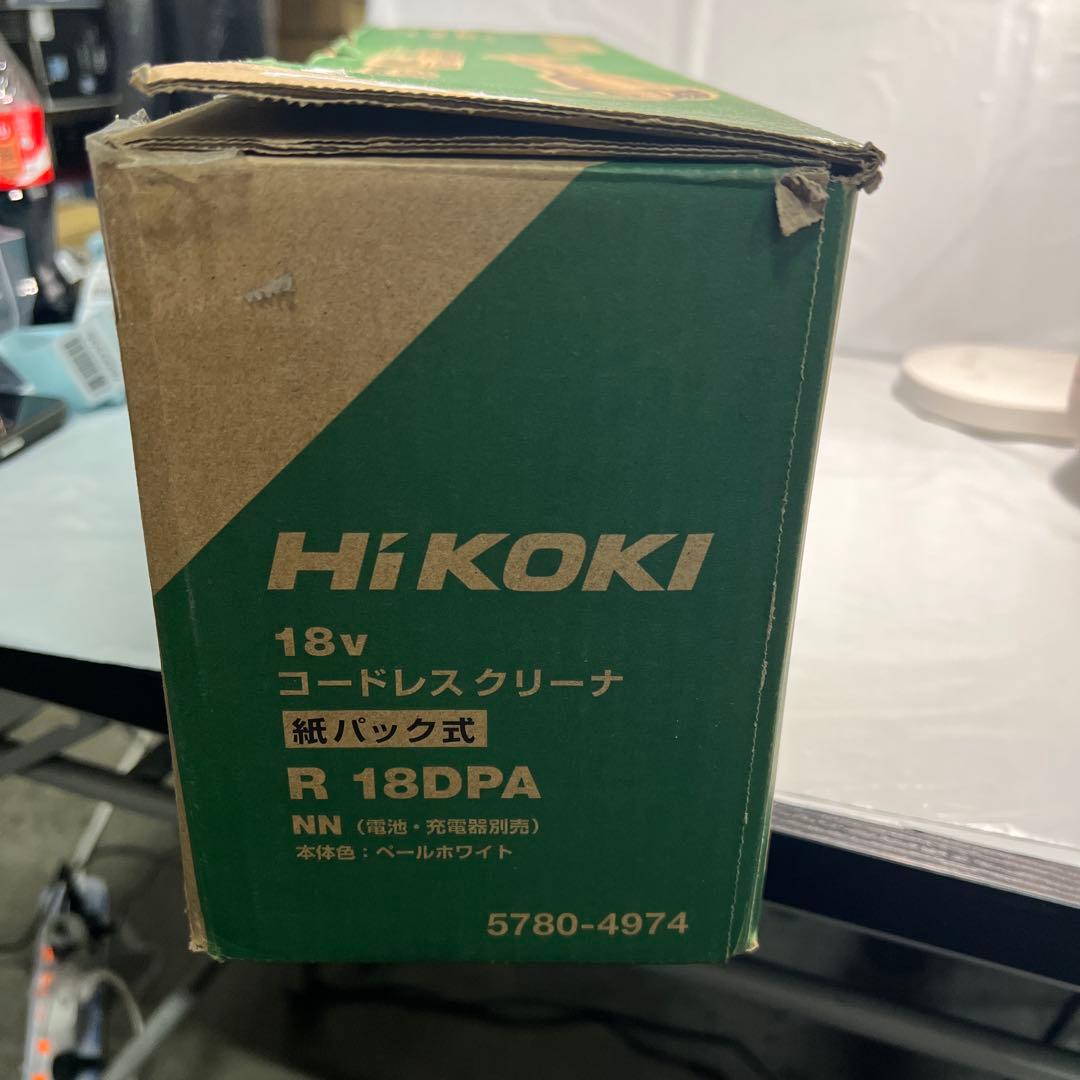 HiKOKI
18v
コードレス クリーナ
紙パック式
R 18DPA
NN (電池・充電器別売)
本体色：ペールホワイト
5780-4974